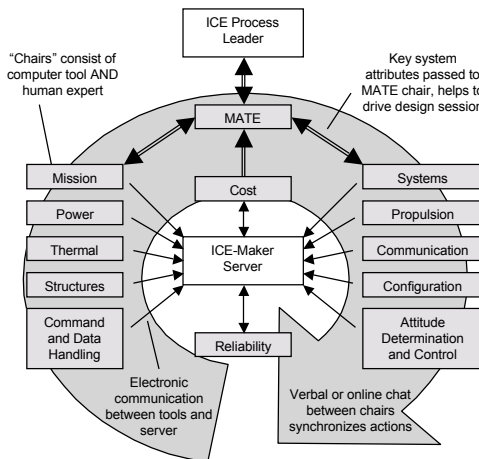 ICE Process
Leader
“Chairs” consist of
computer tool AND
human expert
Key system
attributes passed to
MATE chair, helps to
drive design session
MATE
Mission
Cost
Systems
Power
Propulsion
Thermal
ICE-Maker
Server
Communication
Structures
Configuration
Command
and Data
Handling
Reliability
Attitude
Determination
and Control
Electronic
communication
between tools and
server
Verbal or online chat
between chairs
synchronizes actions